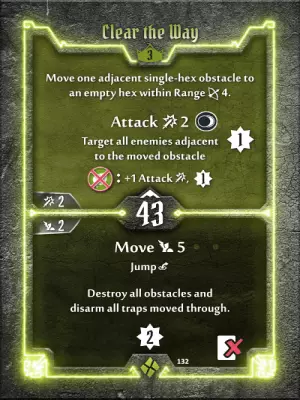 Clear the Way
3
Move one adjacent single-hex obstacle to
an empty hex within Range 4.
Attack 2
Target all enemies adjacent
to the moved obstacle
1
: +1 Attack , 1
2
43
2
Move 5
Jump
Destroy all obstacles and
disarm all traps moved through.
2
132